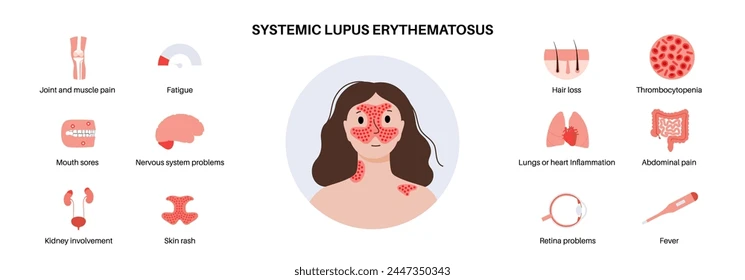 SYSTEMIC LUPUS ERYTHEMATOSUS
Joint and muscle pain
Fatigue
Hair loss
Thrombocytopenia
Mouth sores
Nervous system problems
Lungs or heart Inflammation
Abdominal pain
Kidney involvement
Skin rash
Retina problems
Fever
shutterstock.com · 2447350343